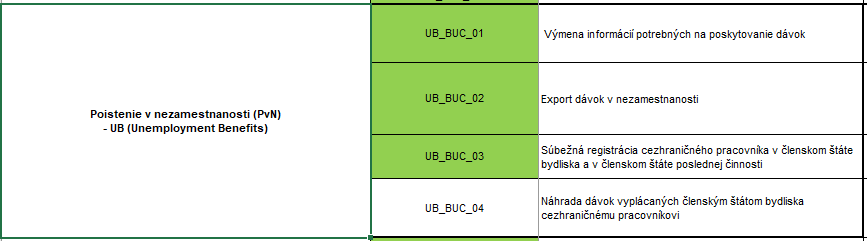 Poistenie v nezamestnanosti (PvN)
- UB (Unemployment Benefits)
UB_BUC_01
Výmena informácií potrebných na poskytovanie dávok
UB_BUC_02
Export dávok v nezamestnanosti
UB_BUC_03
Súbežná registrácia cezhraničného pracovníka v členskom štáte
bydliska a v členskom štáte poslednej činnosti
UB_BUC_04
Náhrada dávok vyplácaných členským štátom bydliska
cezhraničnému pracovníkovi